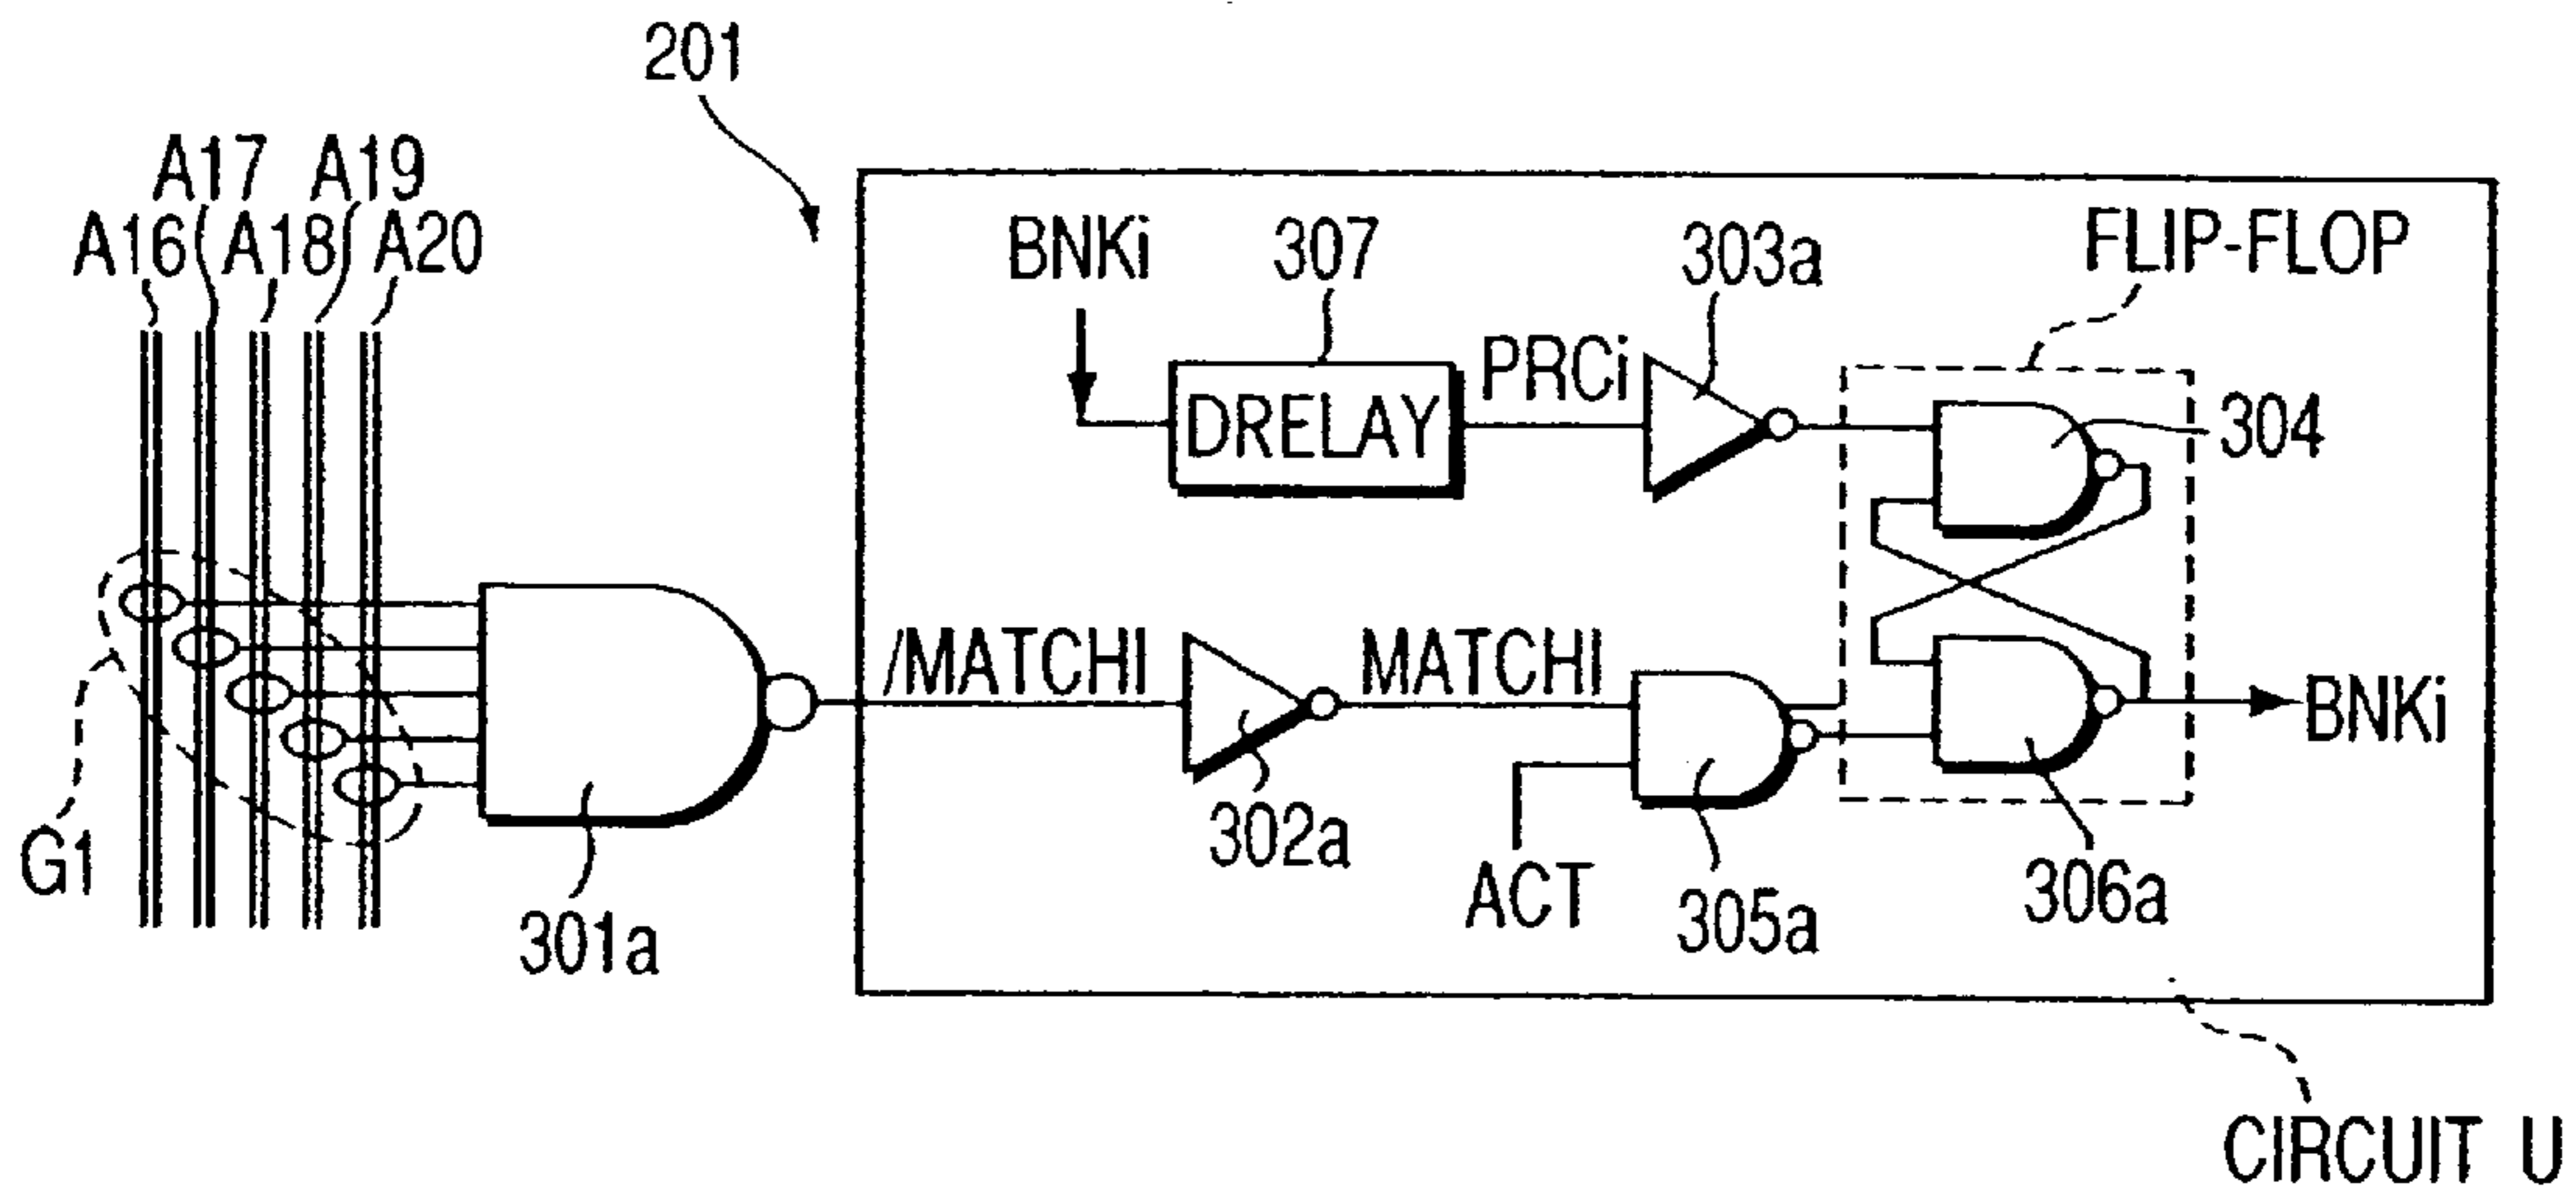 201
A17 A19
A16 A18 A20
BNKi
307
303a
FLIP-FLOP
DRELAY
PRCi
304
/MATCHI
MATCHI
BNKi
G1
301a
302a
ACT
305a
306a
CIRCUIT U